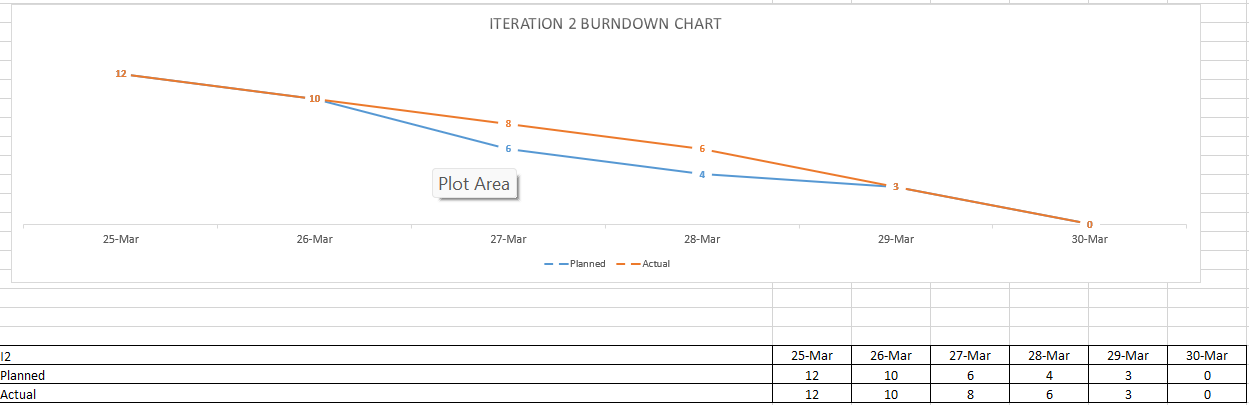 ITERATION 2 BURNDOWN CHART
12
10
8
6
6
4
3
0
Plot Area
25-Mar 26-Mar 27-Mar 28-Mar 29-Mar 30-Mar
Planned Actual
I2 25-Mar 26-Mar 27-Mar 28-Mar 29-Mar 30-Mar
Planned 12 10 6 4 3 0
Actual 12 10 8 6 3 0